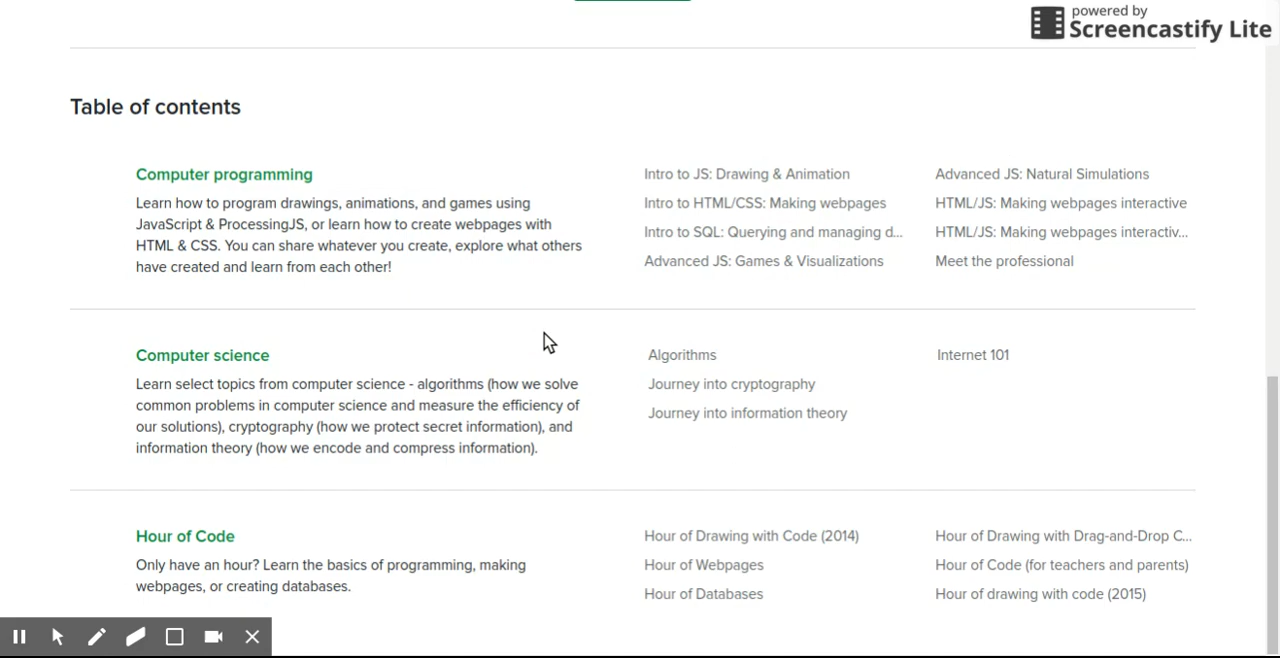 powered by
Screencastify Lite
Table of contents
Computer programming
Learn how to program drawings, animations, and games using
JavaScript & ProcessingJS, or learn how to create webpages with
HTML & CSS. You can share whatever you create, explore what others
have created and learn from each other!
Intro to JS: Drawing & Animation
Intro to HTML/CSS: Making webpages
Intro to SQL: Querying and managing d...
Advanced JS: Games & Visualizations
Advanced JS: Natural Simulations
HTML/JS: Making webpages interactive
HTML/JS: Making webpages interactiv...
Meet the professional
Computer science
Learn select topics from computer science - algorithms (how we solve
common problems in computer science and measure the efficiency of
our solutions), cryptography (how we protect secret information), and
information theory (how we encode and compress information).
Algorithms
Journey into cryptography
Journey into information theory
Internet 101
Hour of Code
Only have an hour? Learn the basics of programming, making
webpages, or creating databases.
Hour of Drawing with Code (2014)
Hour of Webpages
Hour of Databases
Hour of Drawing with Drag-and-Drop C...
Hour of Code (for teachers and parents)
Hour of drawing with code (2015)